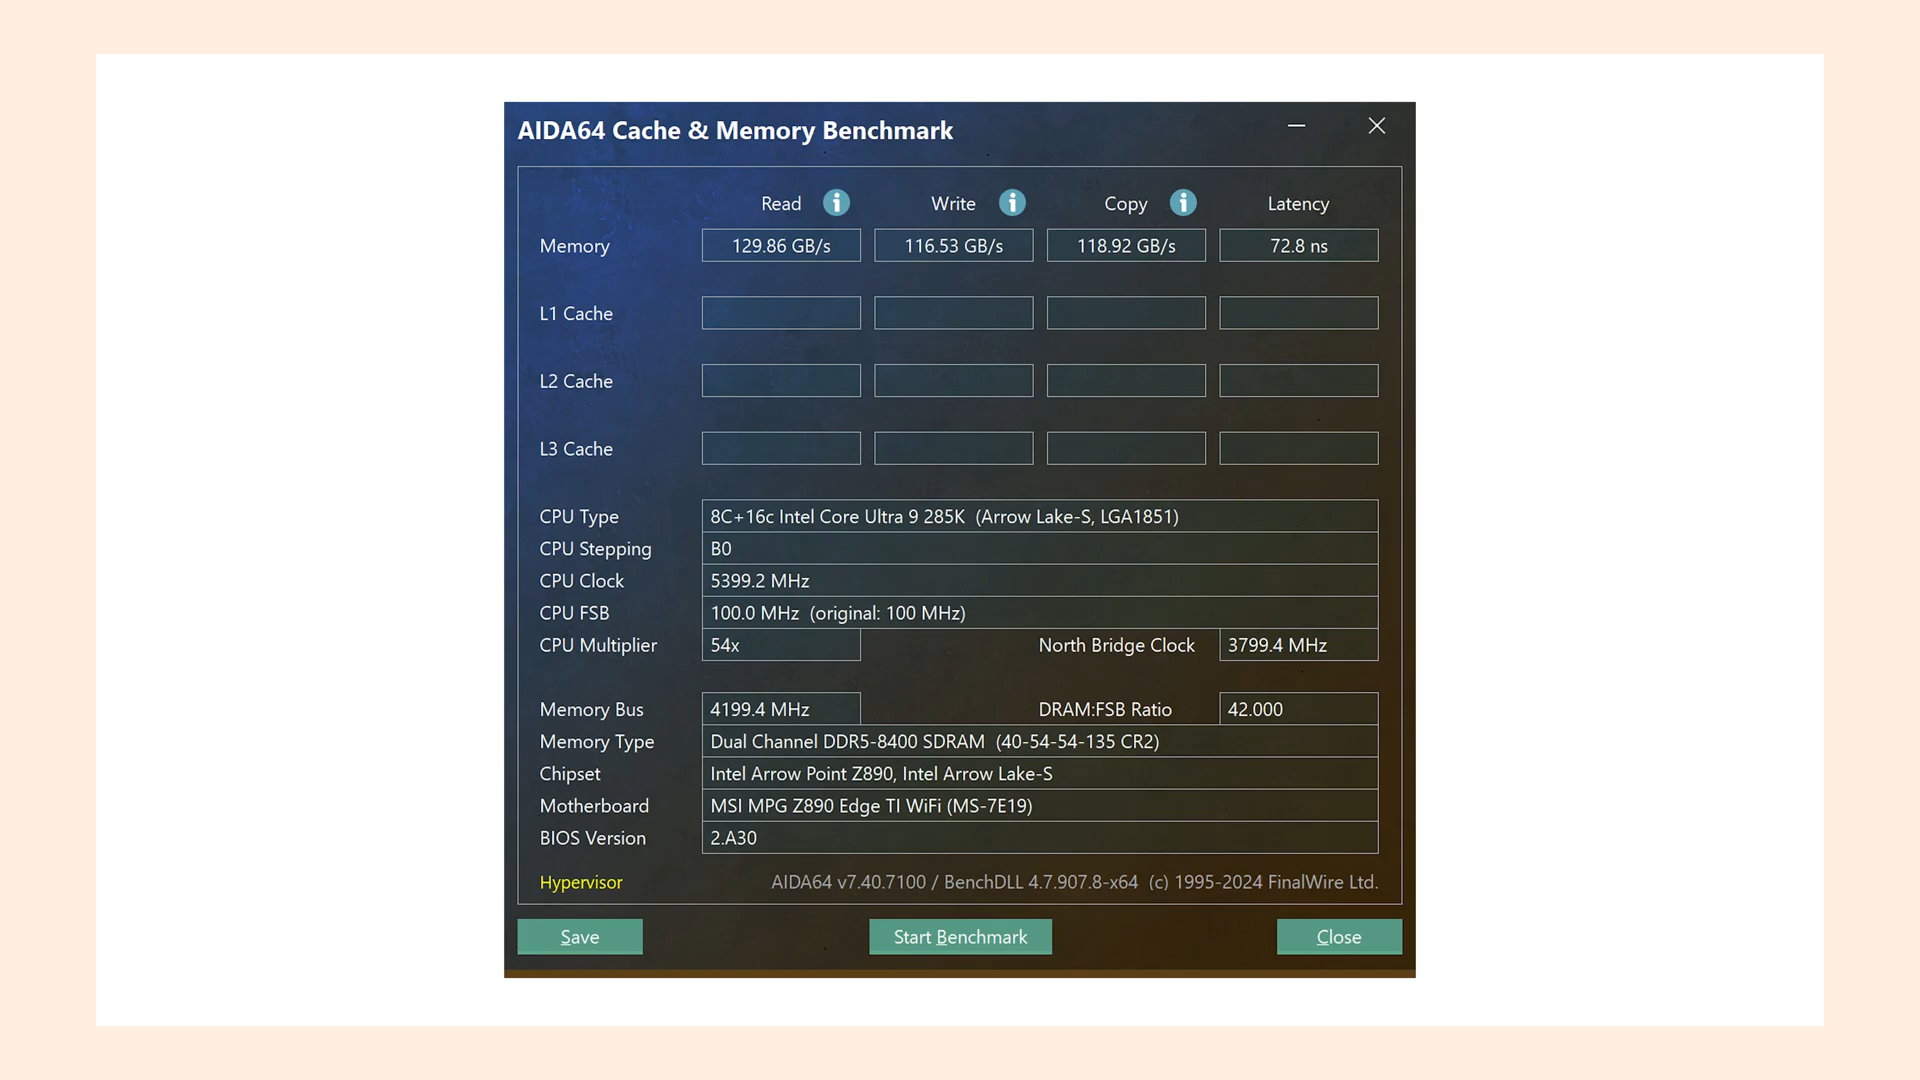 AIDA64 Cache & Memory Benchmark
Read Write Copy Latency
Memory 129.86 GB/s 116.53 GB/s 118.92 GB/s 72.8 ns
L1 Cache
L2 Cache
L3 Cache
CPU Type 8C+16c Intel Core Ultra 9 285K (Arrow Lake-S, LGA1851)
CPU Stepping B0
CPU Clock 5399.2 MHz
CPU FSB 100.0 MHz (original: 100 MHz)
CPU Multiplier 54x North Bridge Clock 3799.4 MHz
Memory Bus 4199.4 MHz DRAM:FSB Ratio 42.000
Memory Type Dual Channel DDR5-8400 SDRAM (40-54-54-135 CR2)
Chipset Intel Arrow Point Z890, Intel Arrow Lake-S
Motherboard MSI MPG Z890 Edge TI WiFi (MS-7E19)
BIOS Version 2.A30
Hypervisor AIDA64 v7.40.7100 / BenchDLL 4.7.907.8-x64 (c) 1995-2024 FinalWire Ltd.
Save Start Benchmark Close